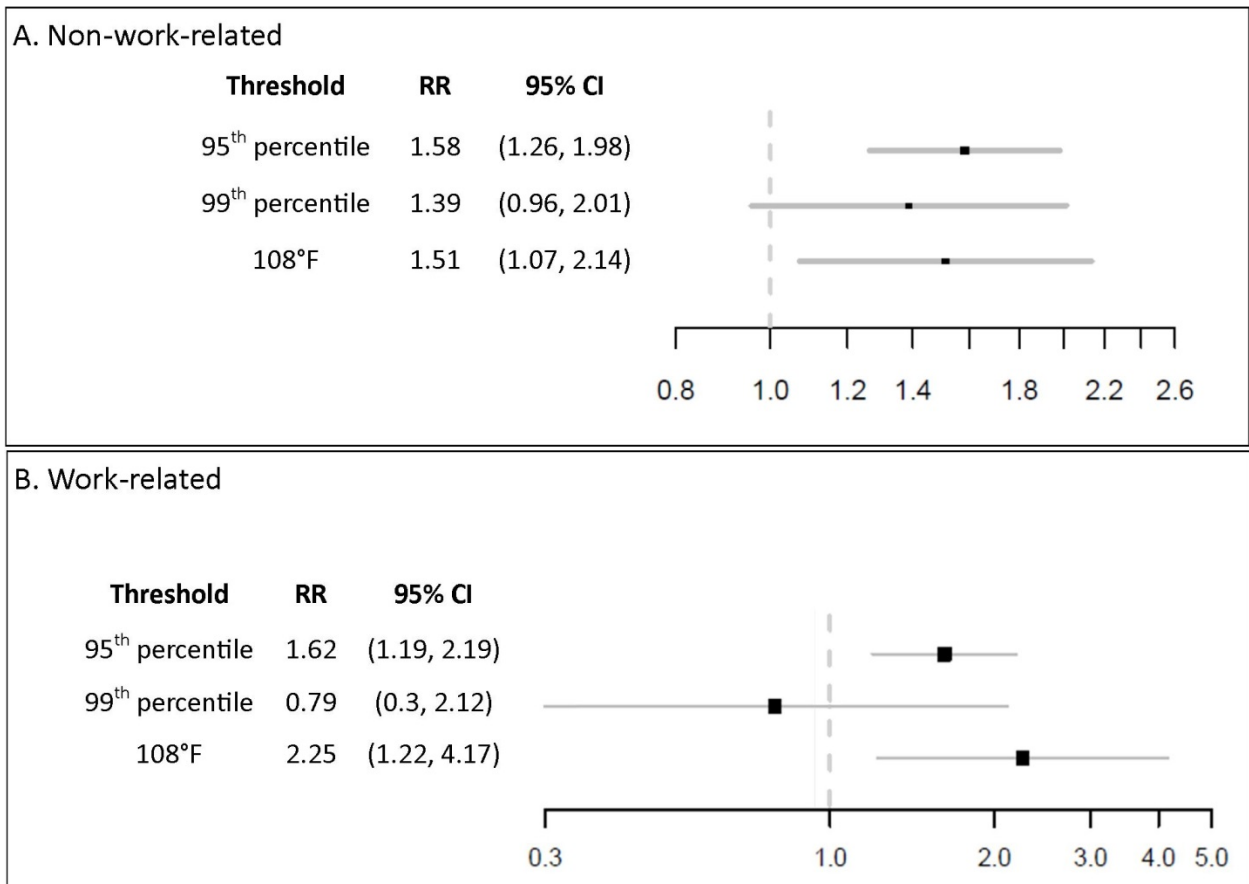 A. Non-work-related
Threshold RR 95% CI
95th percentile 1.58 (1.26, 1.98)
99th percentile 1.39 (0.96, 2.01)
108°F 1.51 (1.07, 2.14)
0.8 1.0 1.2 1.4 1.8 2.2 2.6
B. Work-related
Threshold RR 95% CI
95th percentile 1.62 (1.19, 2.19)
99th percentile 0.79 (0.3, 2.12)
108°F 2.25 (1.22, 4.17)
0.3 1.0 2.0 3.0 4.0 5.0